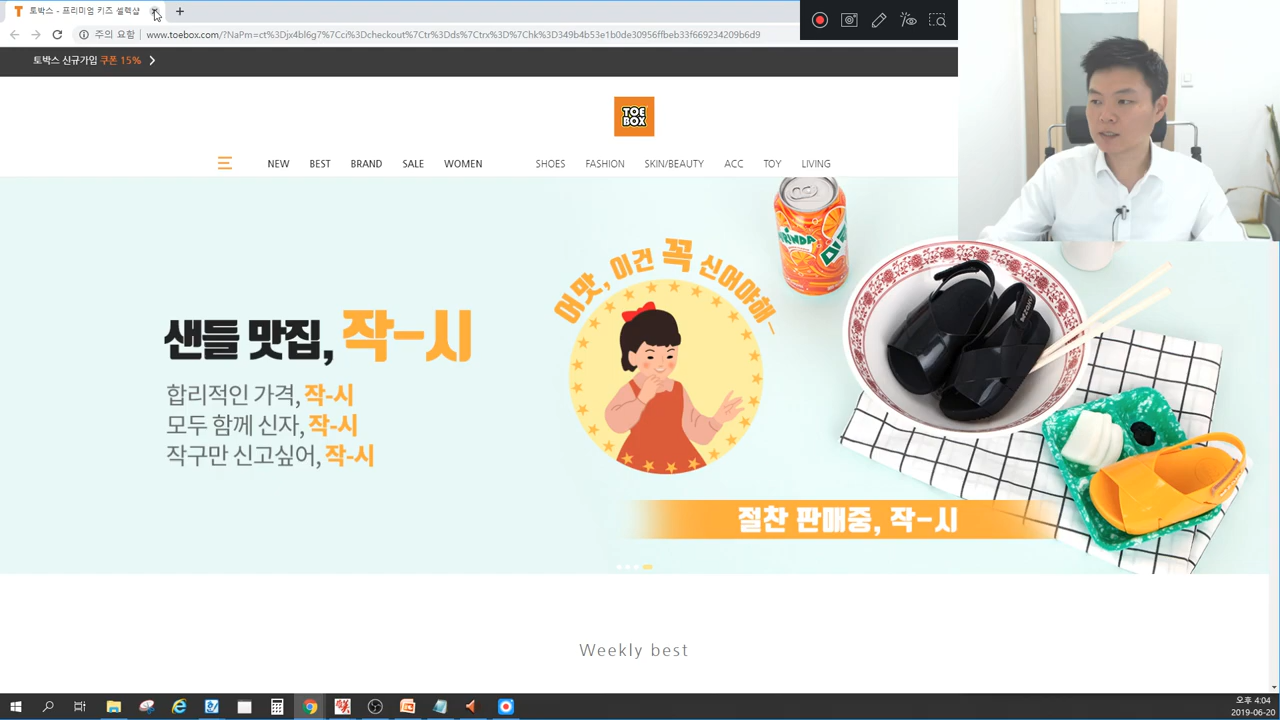 토박스 - 프리미엄 키즈 셀렉샵
주의 요함
www.toebox.co.kr/?NaPm=ct%3Djx4bl6g7%7Cci%3Dcheckout%7Ctr%3Dds%7Ctrx%3D%7Chk%3D349b4b53e1b0de30956ffbeb33f669234209b6d9
토박스 신규가입 쿠폰 15%
TOE
BOX
NEW BEST BRAND SALE WOMEN SHOES FASHION SKIN/BEAUTY ACC TOY LIVING
어맛, 이건 꼭 신어야해~
샌들 맛집, 작-시
합리적인 가격, 작-시
모두 함께 신자, 작-시
작구만 신고싶어, 작-시
절찬 판매중, 작-시
Weekly best
오후 4:04
2019-06-20